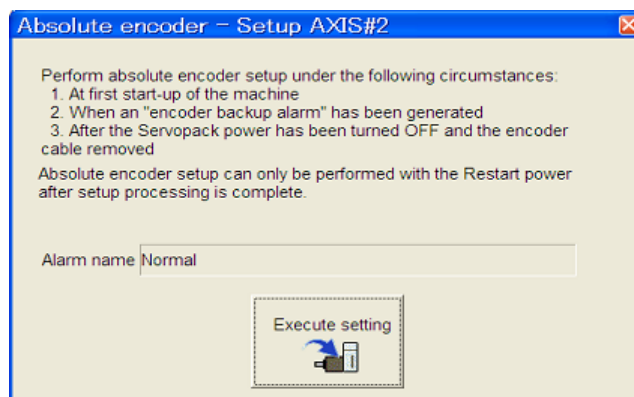 Absolute encoder - Setup AXIS#2
Perform absolute encoder setup under the following circumstances:
1. At first start-up of the machine
2. When an "encoder backup alarm" has been generated
3. After the Servopack power has been turned OFF and the encoder
cable removed
Absolute encoder setup can only be performed with the Restart power
after setup processing is complete.
Alarm name Normal
Execute setting